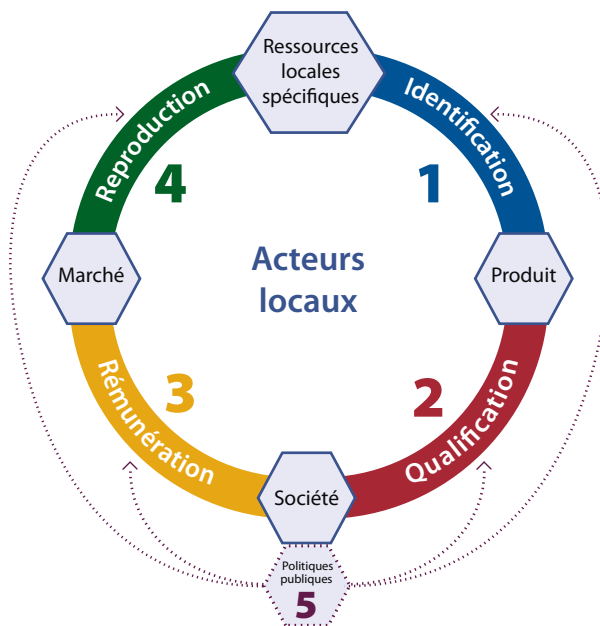 Ressources
locales
spécifiques
Identification
1
Produit
Qualification
2
Société
Rémunération
3
Marché
Reproduction
4
Acteurs
locaux
Politiques
publiques
5